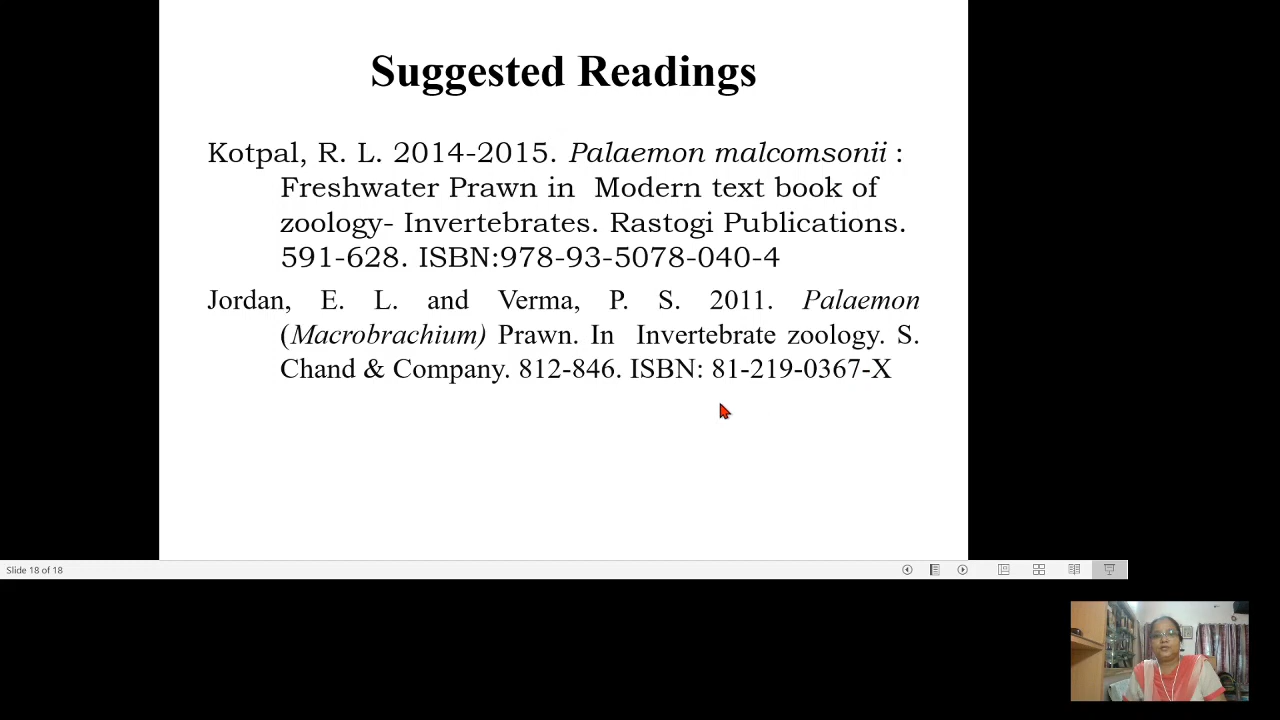 Suggested Readings
Kotpal, R. L. 2014-2015. Palaemon malcomsonii :
Freshwater Prawn in Modern text book of
zoology- Invertebrates. Rastogi Publications.
591-628. ISBN:978-93-5078-040-4
Jordan, E. L. and Verma, P. S. 2011. Palaemon
(Macrobrachium) Prawn. In Invertebrate zoology. S.
Chand & Company. 812-846. ISBN: 81-219-0367-X
Slide 18 of 18